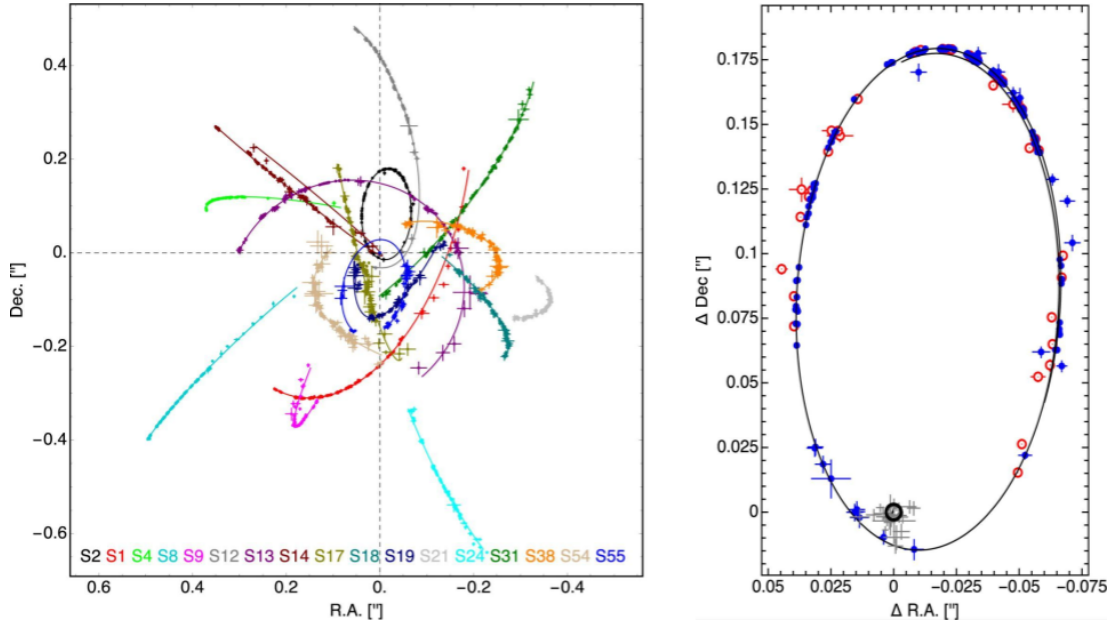 0.4
0.2
0.
−0.2
−0.4
−0.6
Dec. ["]
S2 S1 S4 S8 S9 S12 S13 S14 S17 S18 S19 S21 S24 S31 S38 S54 S55
0.6 0.4 0.2 0. -0.2 -0.4
R.A. ["]
0.175
0.15
0.125
0.1
0.075
0.05
0.025
0
Δ Dec ["]
0.05 0.025 0 -0.025 -0.05 -0.075
Δ R.A. ["]